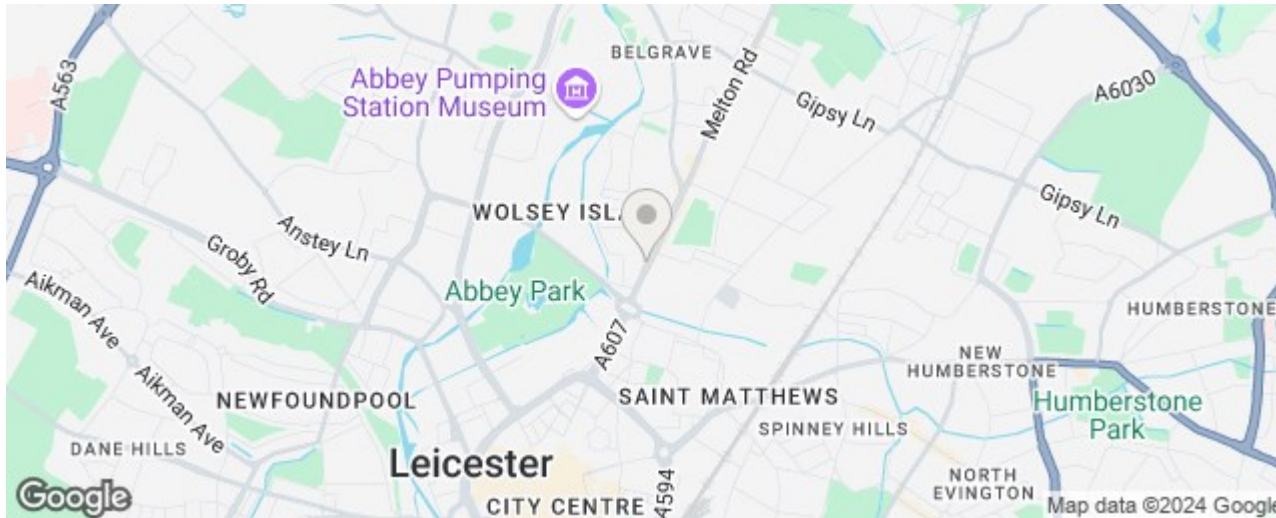 BELGRAVE
A563
Abbey Pumping
Station Museum
Melton Rd
Gipsy Ln
A6030
WOLSEY ISLA
Gipsy Ln
Anstey Ln
Groby Rd
Aikman Ave
Abbey Park
HUMBERSTONE
A607
NEW
HUMBERSTONE
Aikman Ave
NEWFOUNDPOOL
SAINT MATTHEWS
Humberstone
Park
SPINNEY HILLS
DANE HILLS
Leicester
NORTH
EVINGTON
CITY CENTRE
A594
Google
Map data ©2024 Google